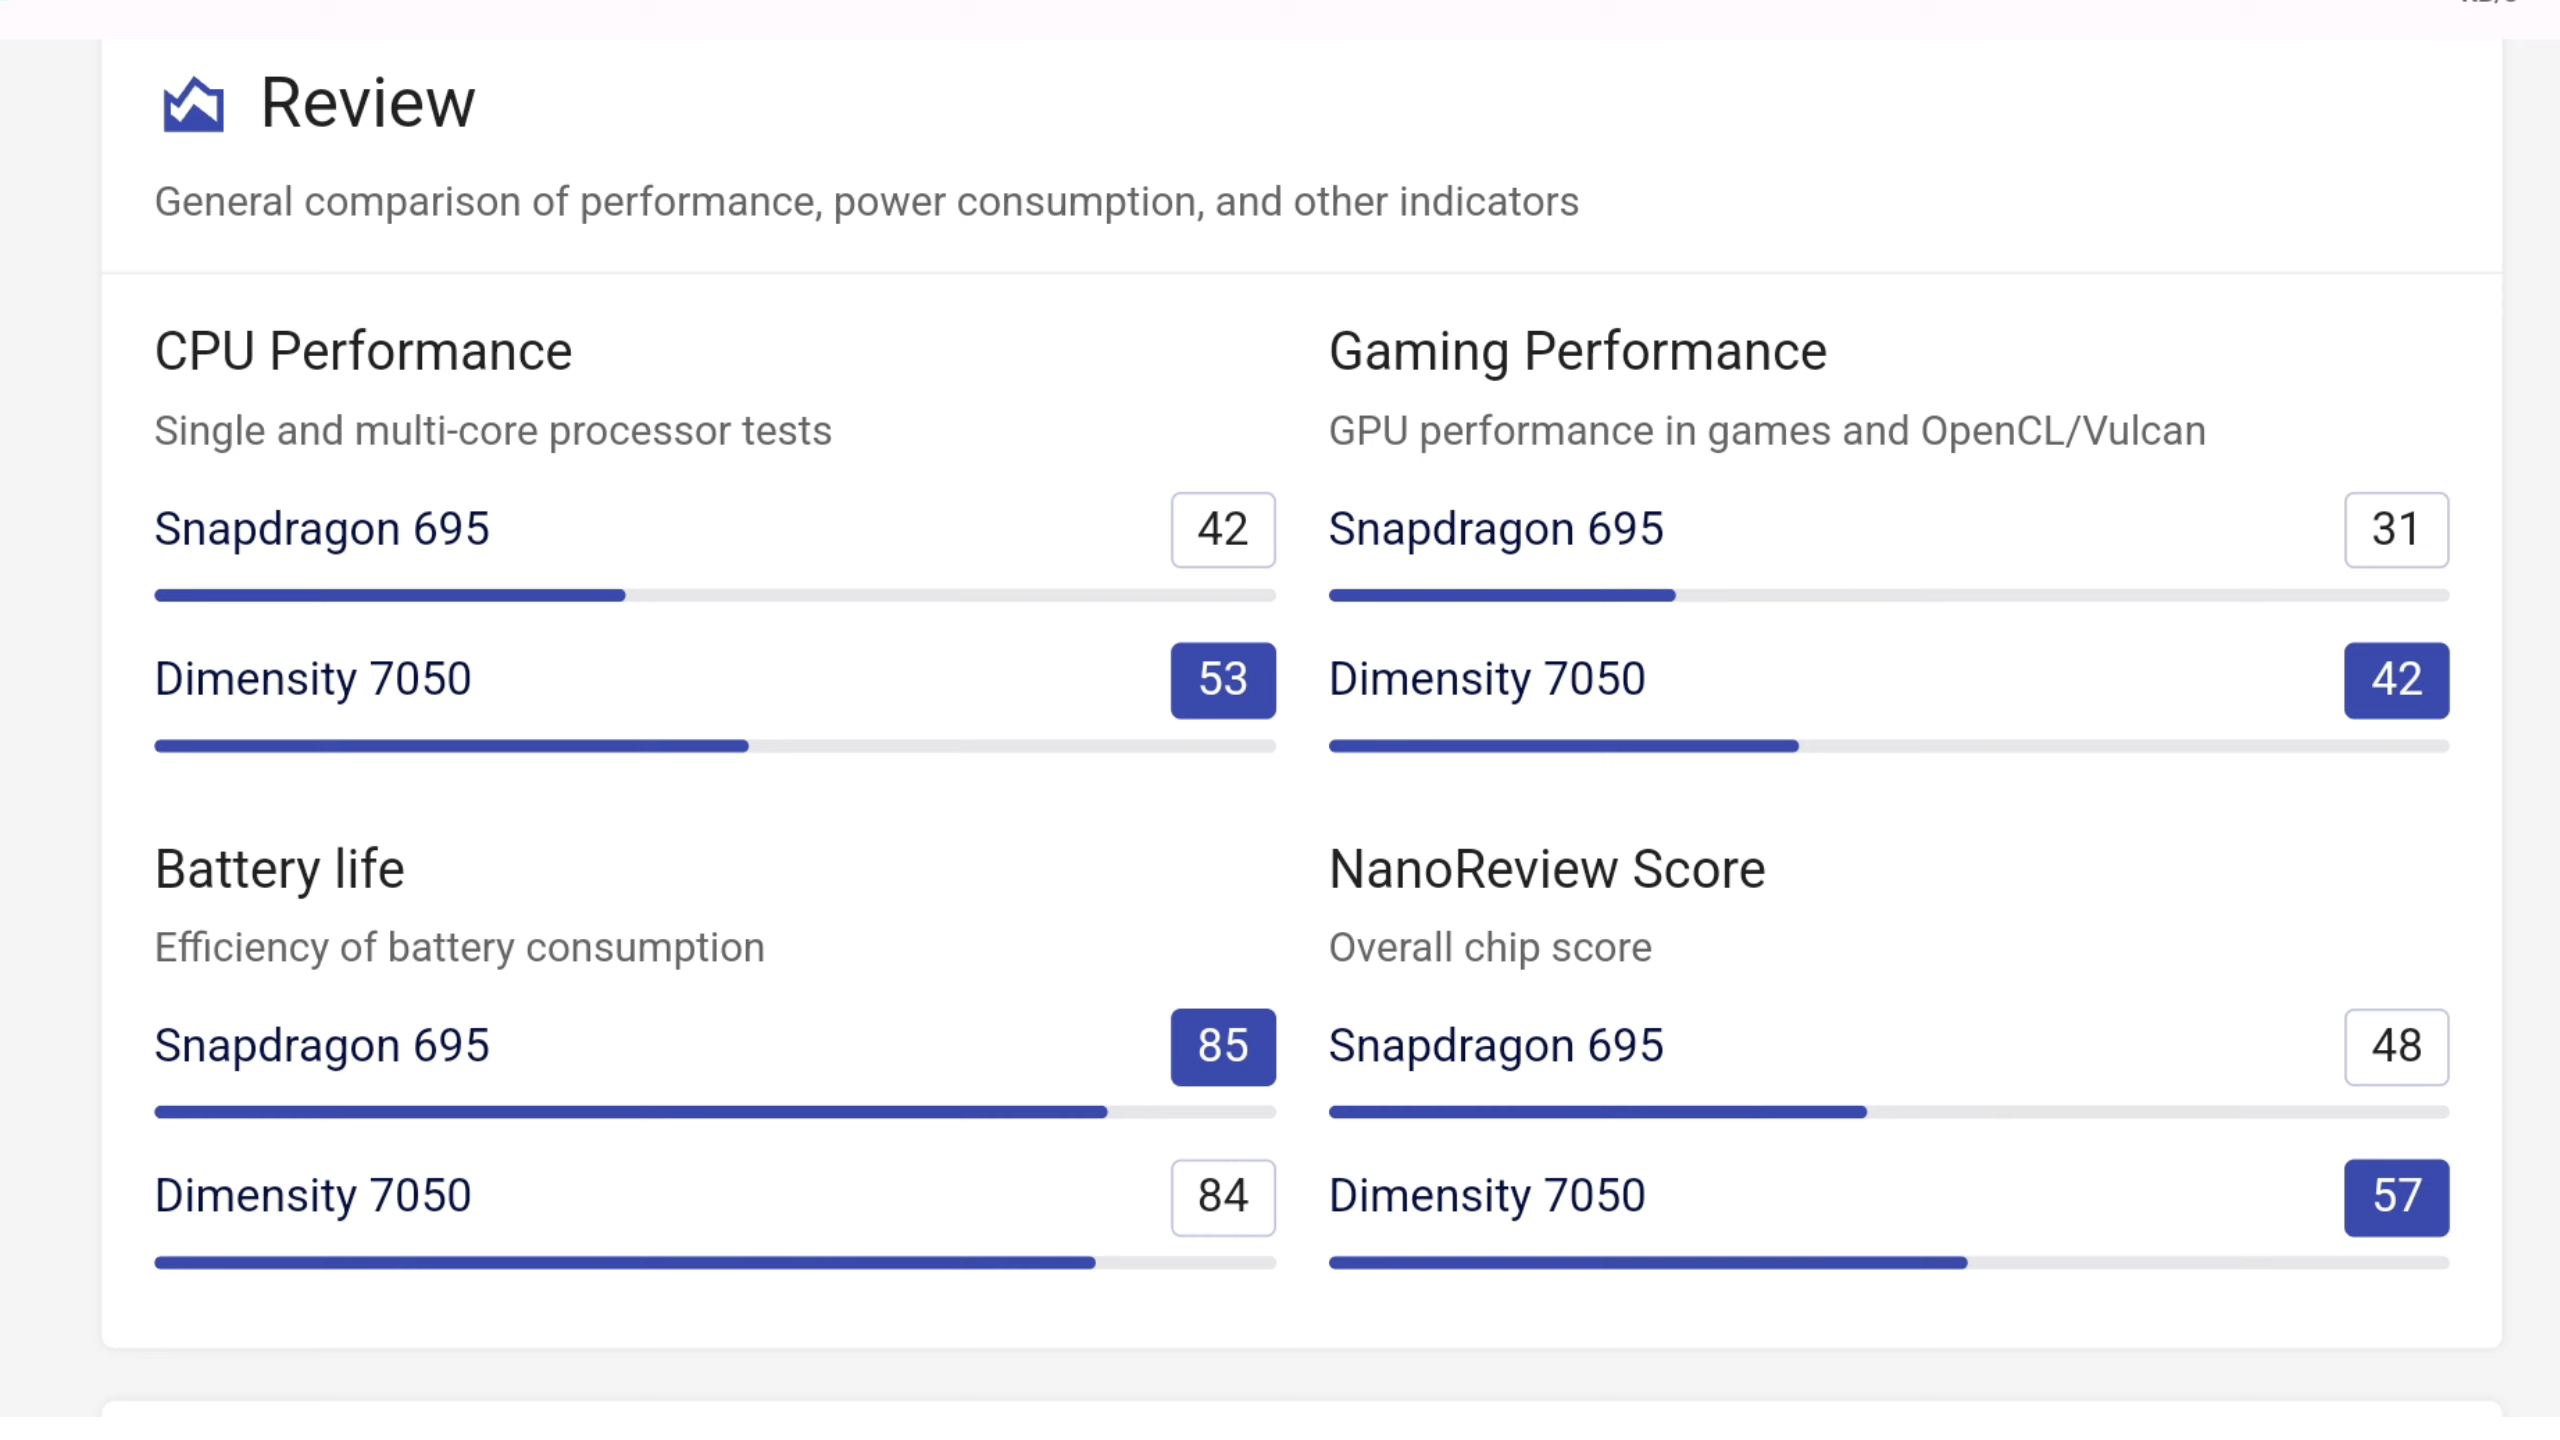 Review
General comparison of performance, power consumption, and other indicators
CPU Performance
Single and multi-core processor tests
Snapdragon 695
42
Dimensity 7050
53
Gaming Performance
GPU performance in games and OpenCL/Vulcan
Snapdragon 695
31
Dimensity 7050
42
Battery life
Efficiency of battery consumption
Snapdragon 695
85
Dimensity 7050
84
NanoReview Score
Overall chip score
Snapdragon 695
48
Dimensity 7050
57